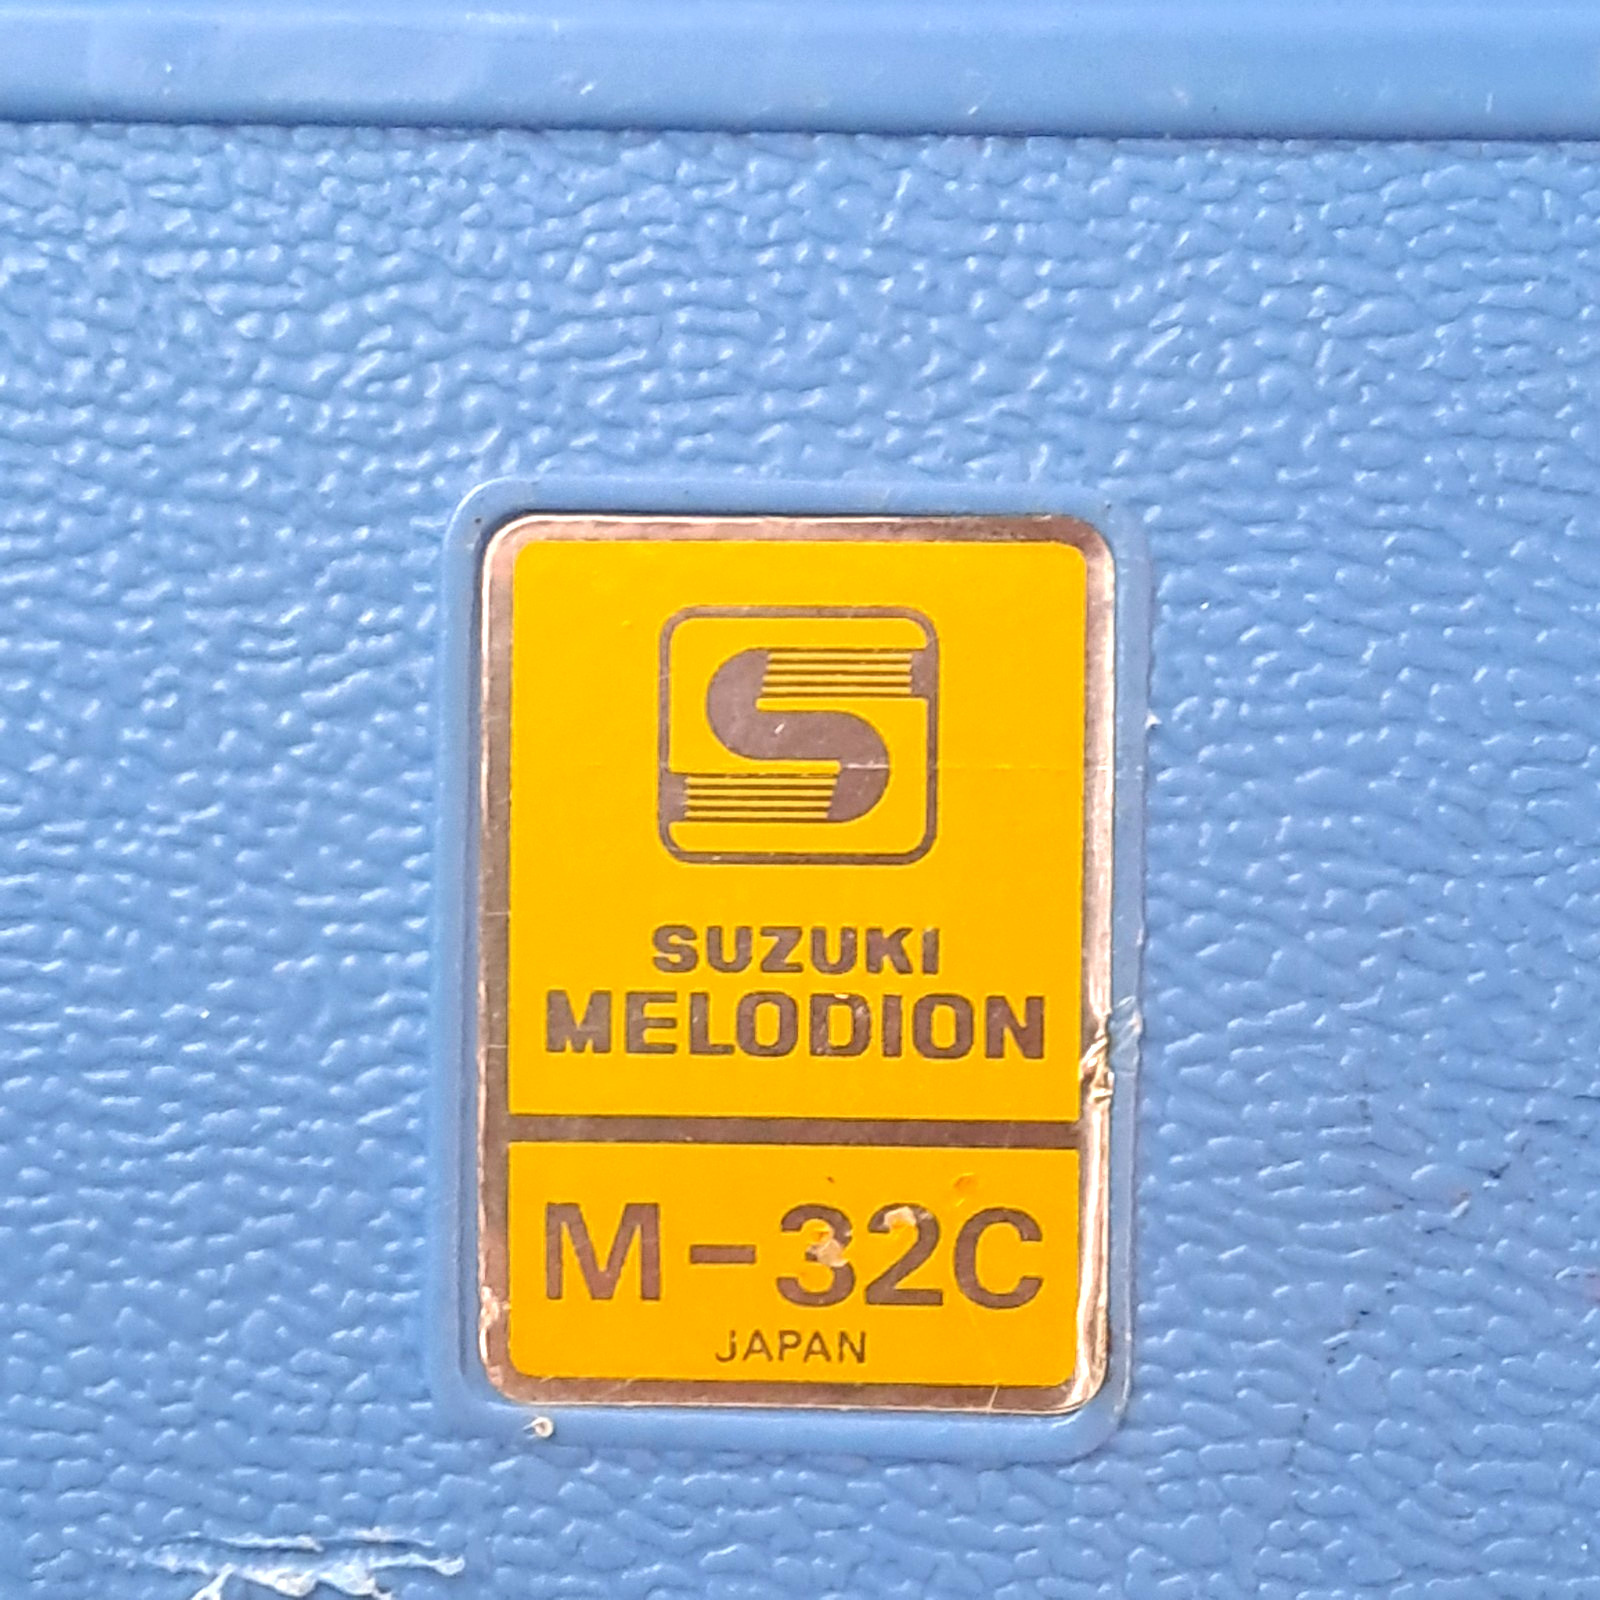 SUZUKI
MELODION
M-32C
JAPAN